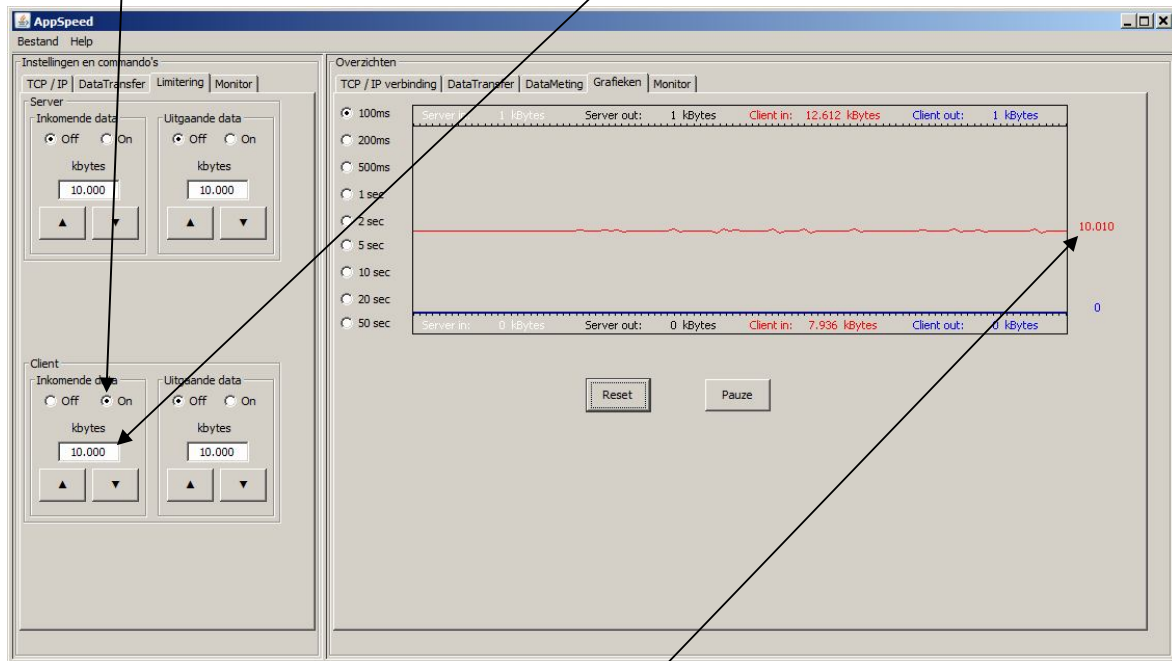 AppSpeed
Bestand Help
Instellingen en commando's
TCP / IP DataTransfer Limitering Monitor
Server
Inkomende data Uitgaande data
Off On Off On
kbytes kbytes
10.000 10.000
Client
Inkomende data Uitgaande data
Off On Off On
kbytes kbytes
10.000 10.000
Overzichten
TCP / IP verbinding DataTransfer DataMeting Grafieken Monitor
100ms
200ms
500ms
1 sec
2 sec
5 sec
10 sec
20 sec
50 sec
Server in: 1 kBytes Server out: 1 kBytes Client in: 12.612 kBytes Client out: 1 kBytes
10.010
0
Server in: 0 kBytes Server out: 0 kBytes Client in: 7.936 kBytes Client out: 0 kBytes
Reset Pauze